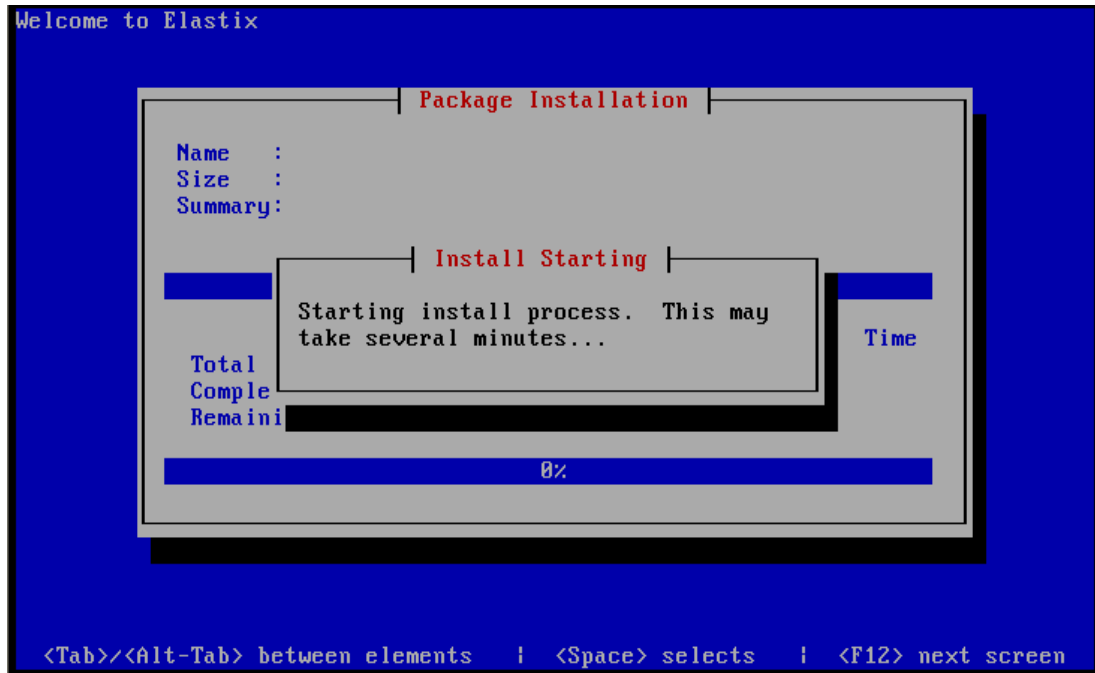 Welcome to Elastix
Package Installation
Name :
Size :
Summary:
Install Starting
Starting install process. This may
take several minutes...
Time
Total
Comple
Remaini
0%
<Tab>/<Alt-Tab> between elements | <Space> selects | <F12> next screen